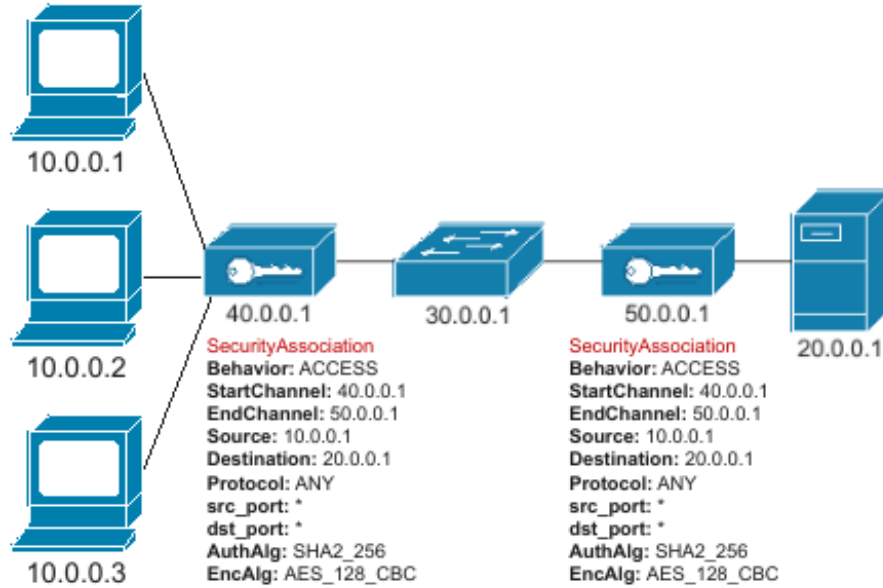 10.0.0.1
10.0.0.2
10.0.0.3
40.0.0.1
SecurityAssociation
Behavior: ACCESS
StartChannel: 40.0.0.1
EndChannel: 50.0.0.1
Source: 10.0.0.1
Destination: 20.0.0.1
Protocol: ANY
src_port: *
dst_port: *
AuthAlg: SHA2_256
EncAlg: AES_128_CBC
30.0.0.1
50.0.0.1
SecurityAssociation
Behavior: ACCESS
StartChannel: 40.0.0.1
EndChannel: 50.0.0.1
Source: 10.0.0.1
Destination: 20.0.0.1
Protocol: ANY
src_port: *
dst_port: *
AuthAlg: SHA2_256
EncAlg: AES_128_CBC
20.0.0.1